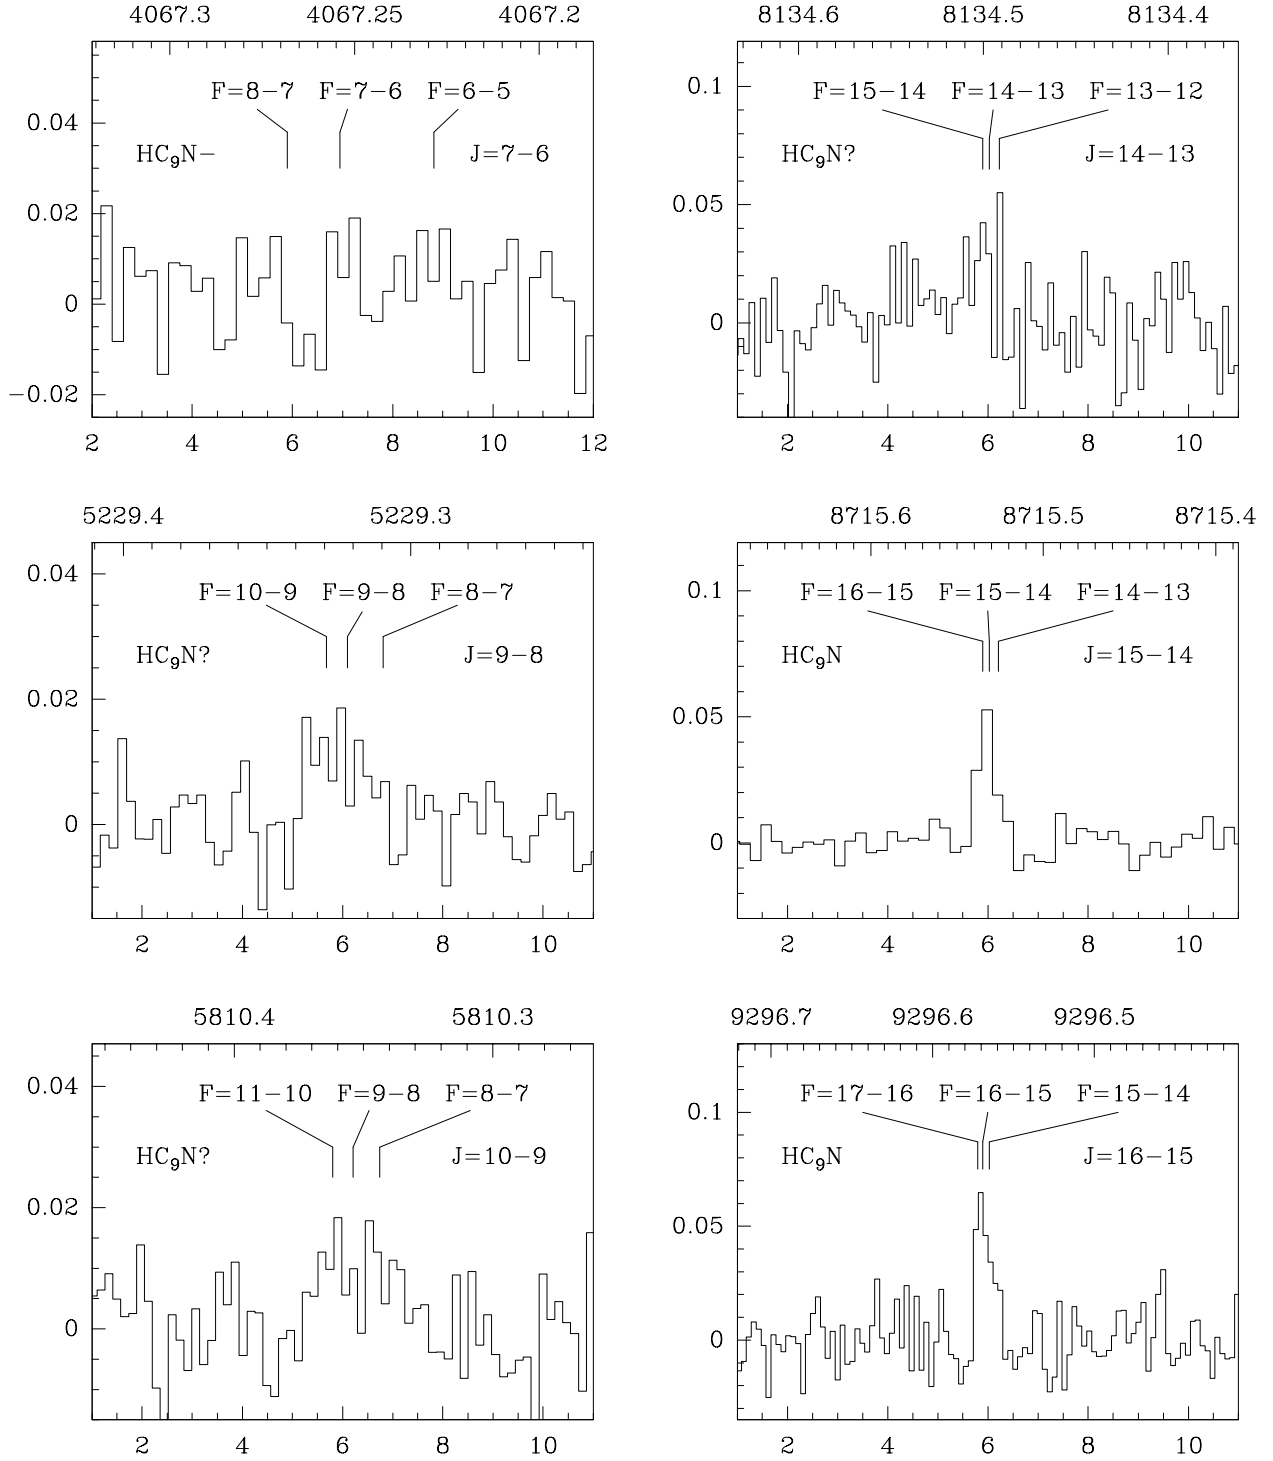 4067.3 4067.25 4067.2
F=8−7 F=7−6 F=6−5
HC₉N− J=7−6
0.04
0.02
0
−0.02
2 4 6 8 10 12
8134.6 8134.5 8134.4
F=15−14 F=14−13 F=13−12
HC₉N? J=14−13
0.1
0.05
0
2 4 6 8 10
5229.4 5229.3
F=10−9 F=9−8 F=8−7
HC₉N? J=9−8
0.04
0.02
0
2 4 6 8 10
8715.6 8715.5 8715.4
F=16−15 F=15−14 F=14−13
HC₉N J=15−14
0.1
0.05
0
2 4 6 8 10
5810.4 5810.3
F=11−10 F=9−8 F=8−7
HC₉N? J=10−9
0.04
0.02
0
2 4 6 8 10
9296.7 9296.6 9296.5
F=17−16 F=16−15 F=15−14
HC₉N J=16−15
0.1
0.05
0
2 4 6 8 10